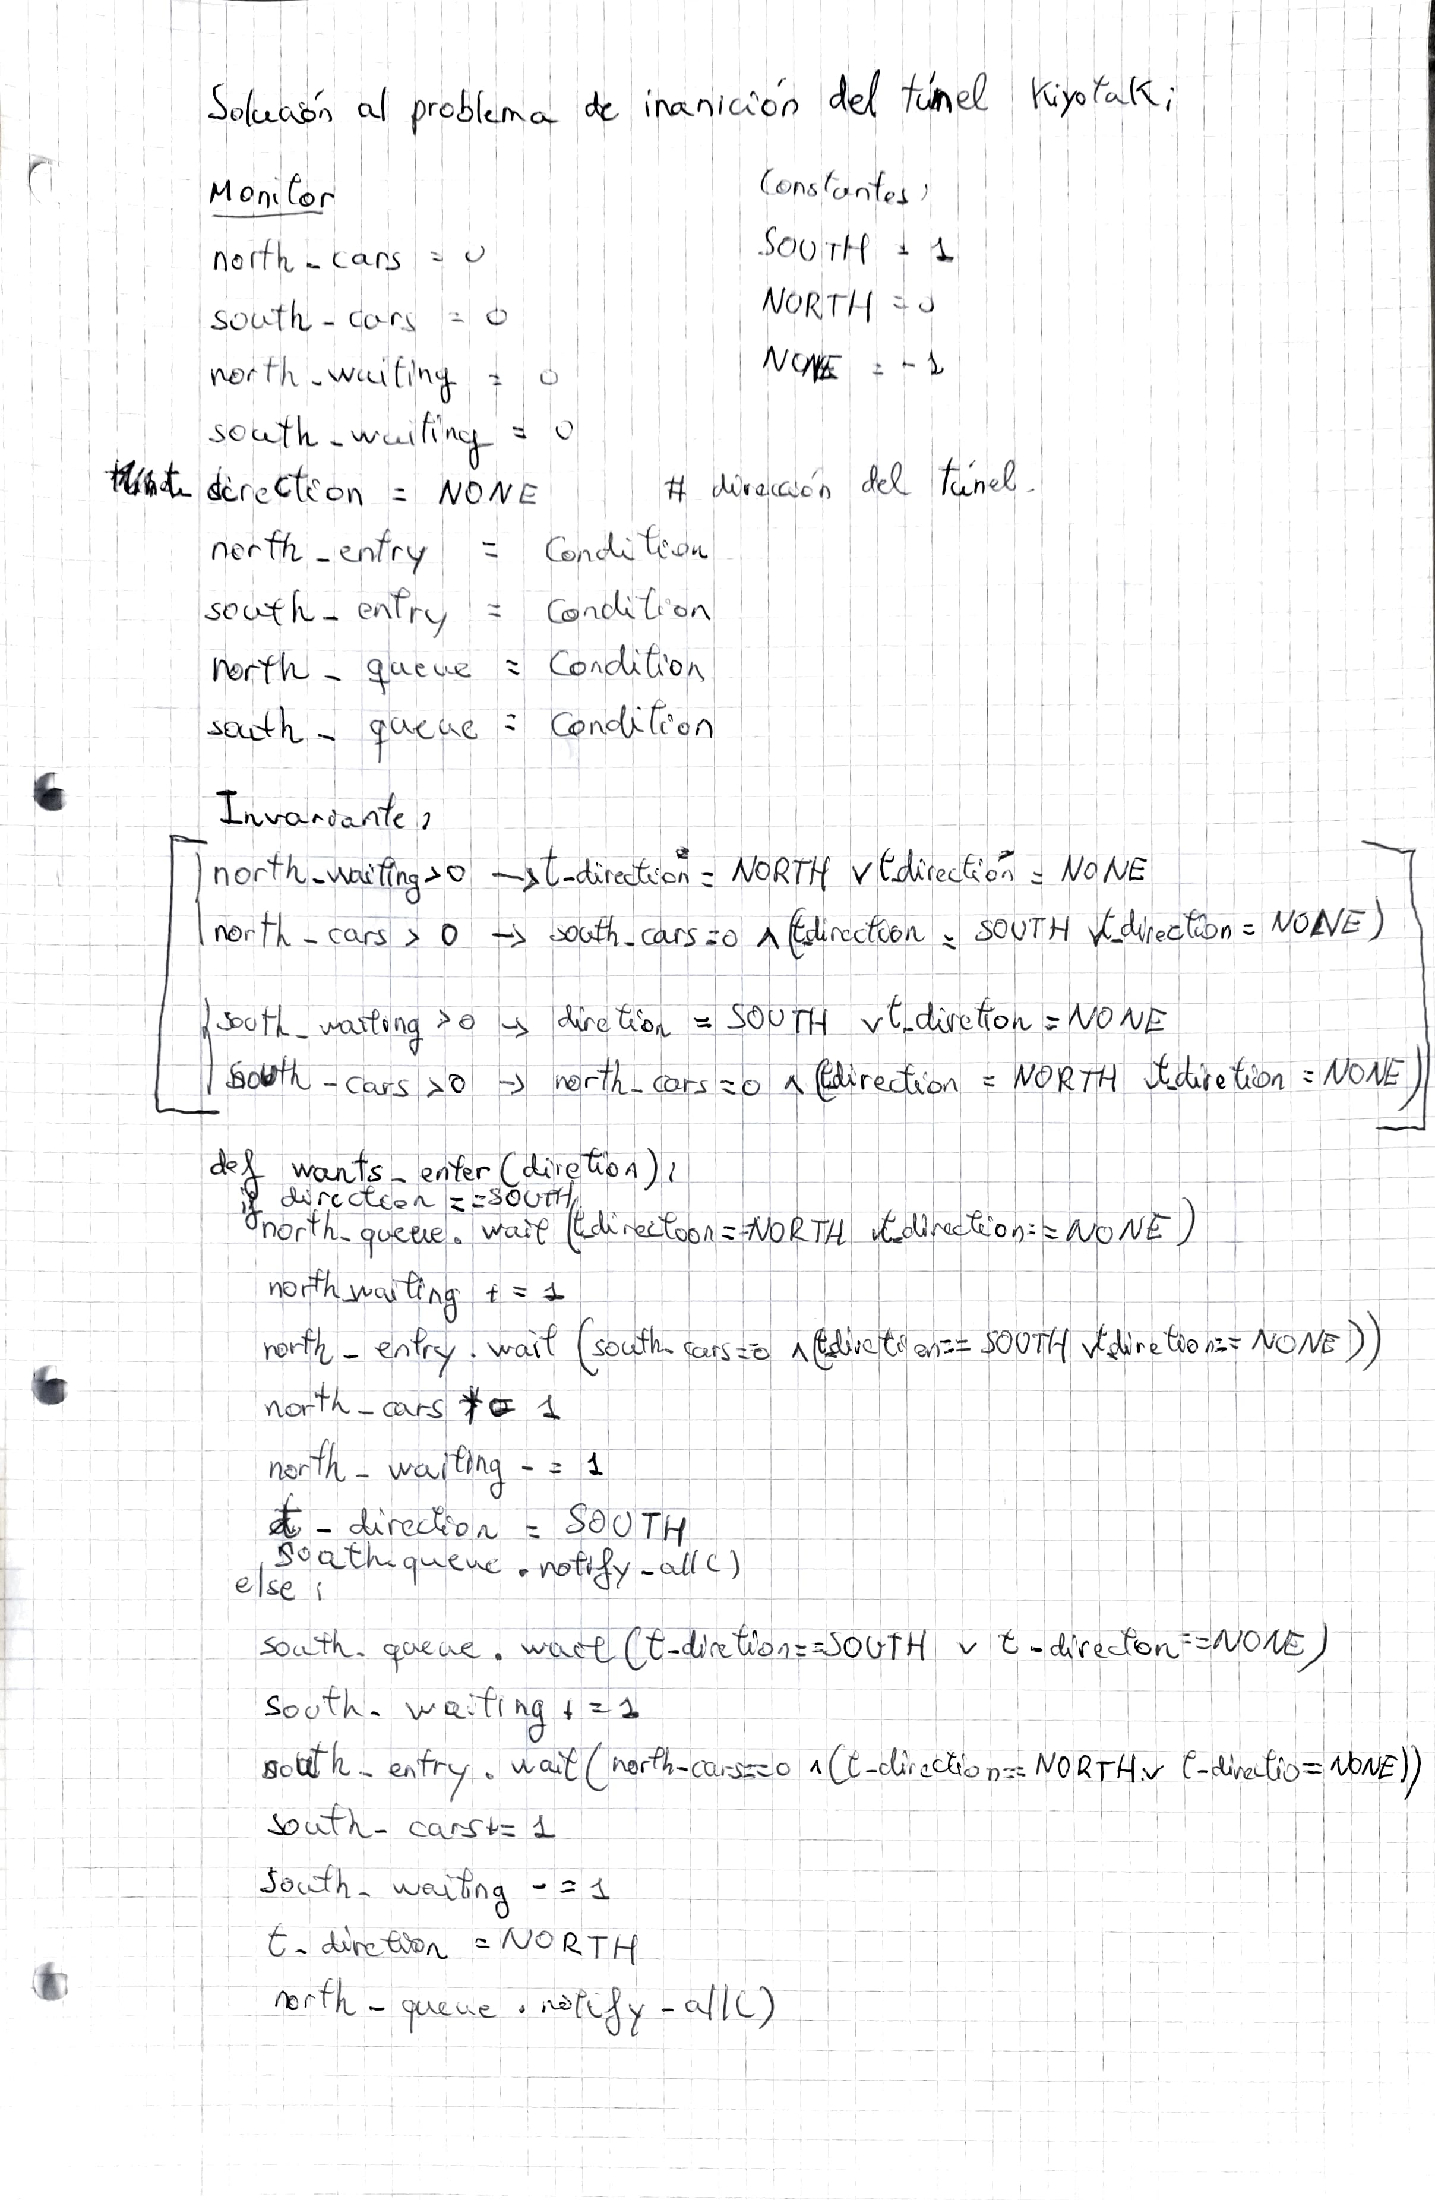 Solución al problema de inanición del túnel Kiyotaki
Monitor
Constantes:
north_cars = 0
SOUTH = 1
south_cars = 0
NORTH = 0
north_waiting = 0
NONE = -1
south_waiting = 0
direction = NONE # dirección del túnel.
north_entry = Condition
south_entry = Condition
north_queue = Condition
south_queue = Condition
Invariante:
north_waiting > 0 → t_direction = NORTH ∨ t_direction = NONE
north_cars > 0 → south_cars = 0 ∧ (t_direction = SOUTH ∨ t_direction = NONE)
south_waiting > 0 → direction = SOUTH ∨ t_direction = NONE
south_cars > 0 → north_cars = 0 ∧ (t_direction = NORTH ∨ t_diretion = NONE)
def wants_enter(diretion):
if direction == SOUTH:
north_queue.wait (t_direction == NORTH ∨ t_direction == NONE)
north_waiting += 1
north_entry.wait (south_cars == 0 ∧ (t_direction == SOUTH ∨ t_diretion == NONE))
north_cars += 1
north_waiting -= 1
t_direction = SOUTH
south_queue.notify_all()
else:
south_queue.wait (t_diretion == SOUTH ∨ t_direction == NONE)
south_waiting += 1
south_entry.wait (north_cars == 0 ∧ (t_direction == NORTH ∨ t_directio = NONE))
south_cars += 1
south_waiting -= 1
t_diretion = NORTH
north_queue.notify_all()